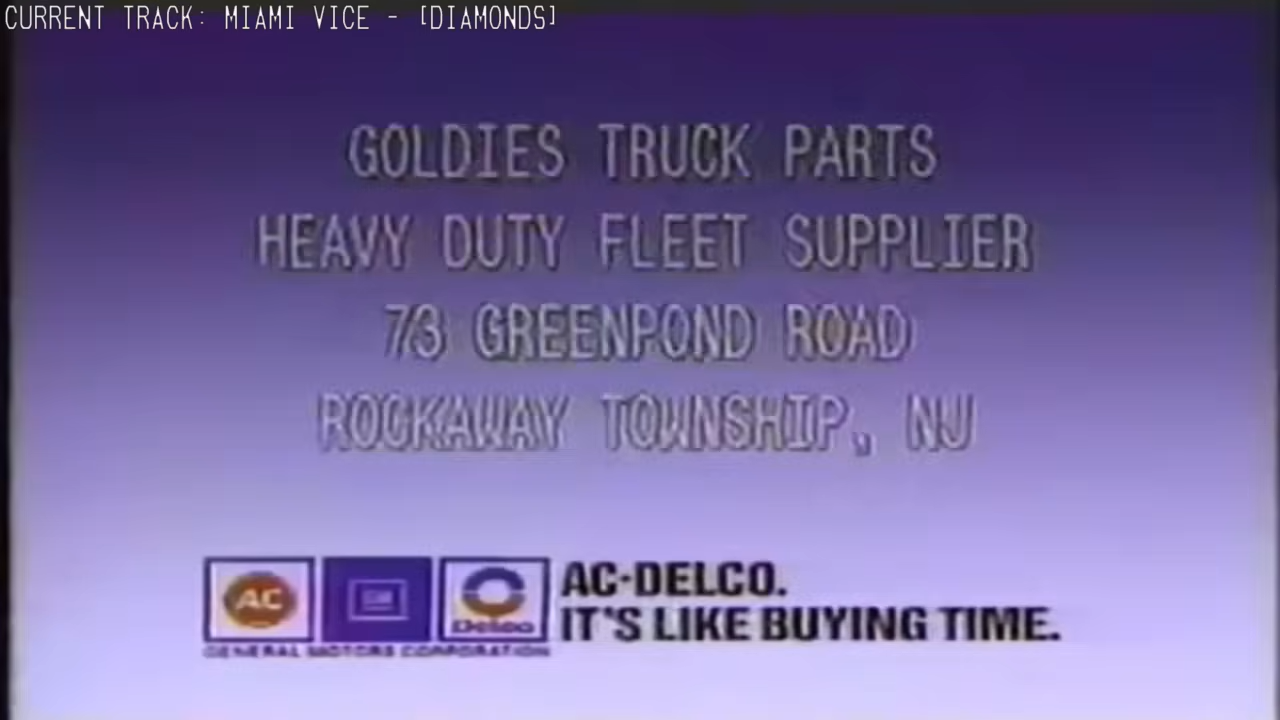 CURRENT TRACK: MIAMI VICE - [DIAMONDS]
GOLDIES TRUCK PARTS
HEAVY DUTY FLEET SUPPLIER
73 GREENPOND ROAD
ROCKAWAY TOWNSHIP, NJ
AC GM Delco
AC-DELCO.
IT'S LIKE BUYING TIME.
GENERAL MOTORS CORPORATION